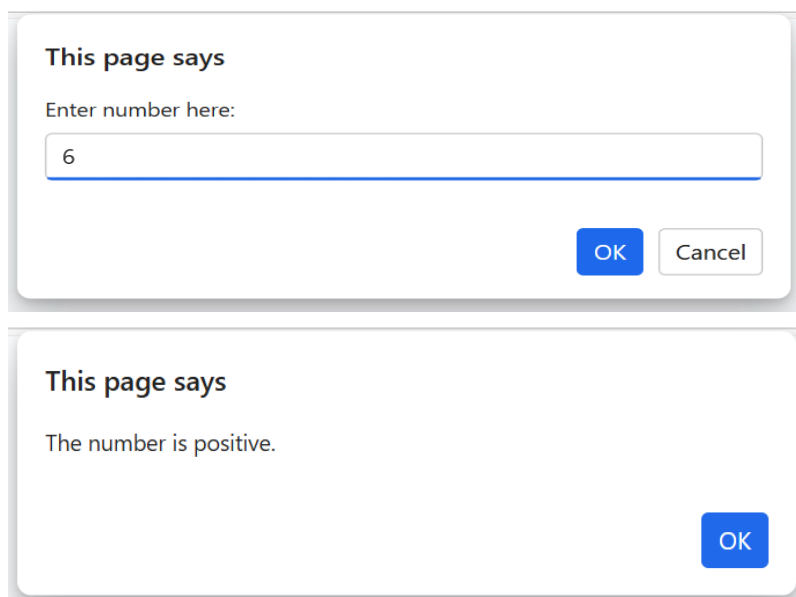 This page says
Enter number here:
6
OK Cancel
This page says
The number is positive.
OK